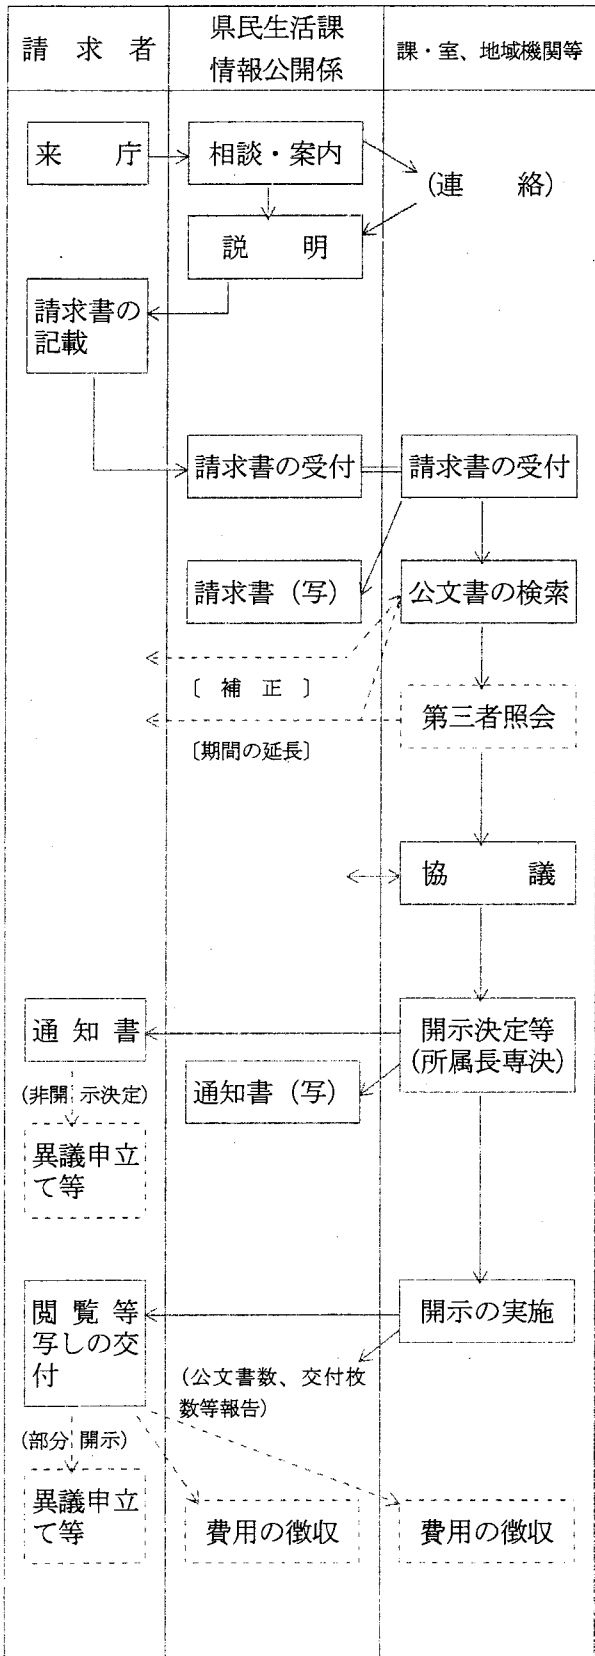 請求者
県民生活課
情報公開係
課・室、地域機関等
来　　庁
相談・案内
（連　　絡）
説　　明
請求書の
記載
請求書の受付
請求書の受付
請求書（写）
公文書の検索
〔　補　正　〕
第三者照会
〔期間の延長〕
協　　議
通知書
開示決定等
（所属長専決）
(非開示決定)
通知書（写）
異議申立
て等
閲覧等
写しの交
付
開示の実施
（公文書数、交付枚
数等報告）
(部分開示)
異議申立
て等
費用の徴収
費用の徴収